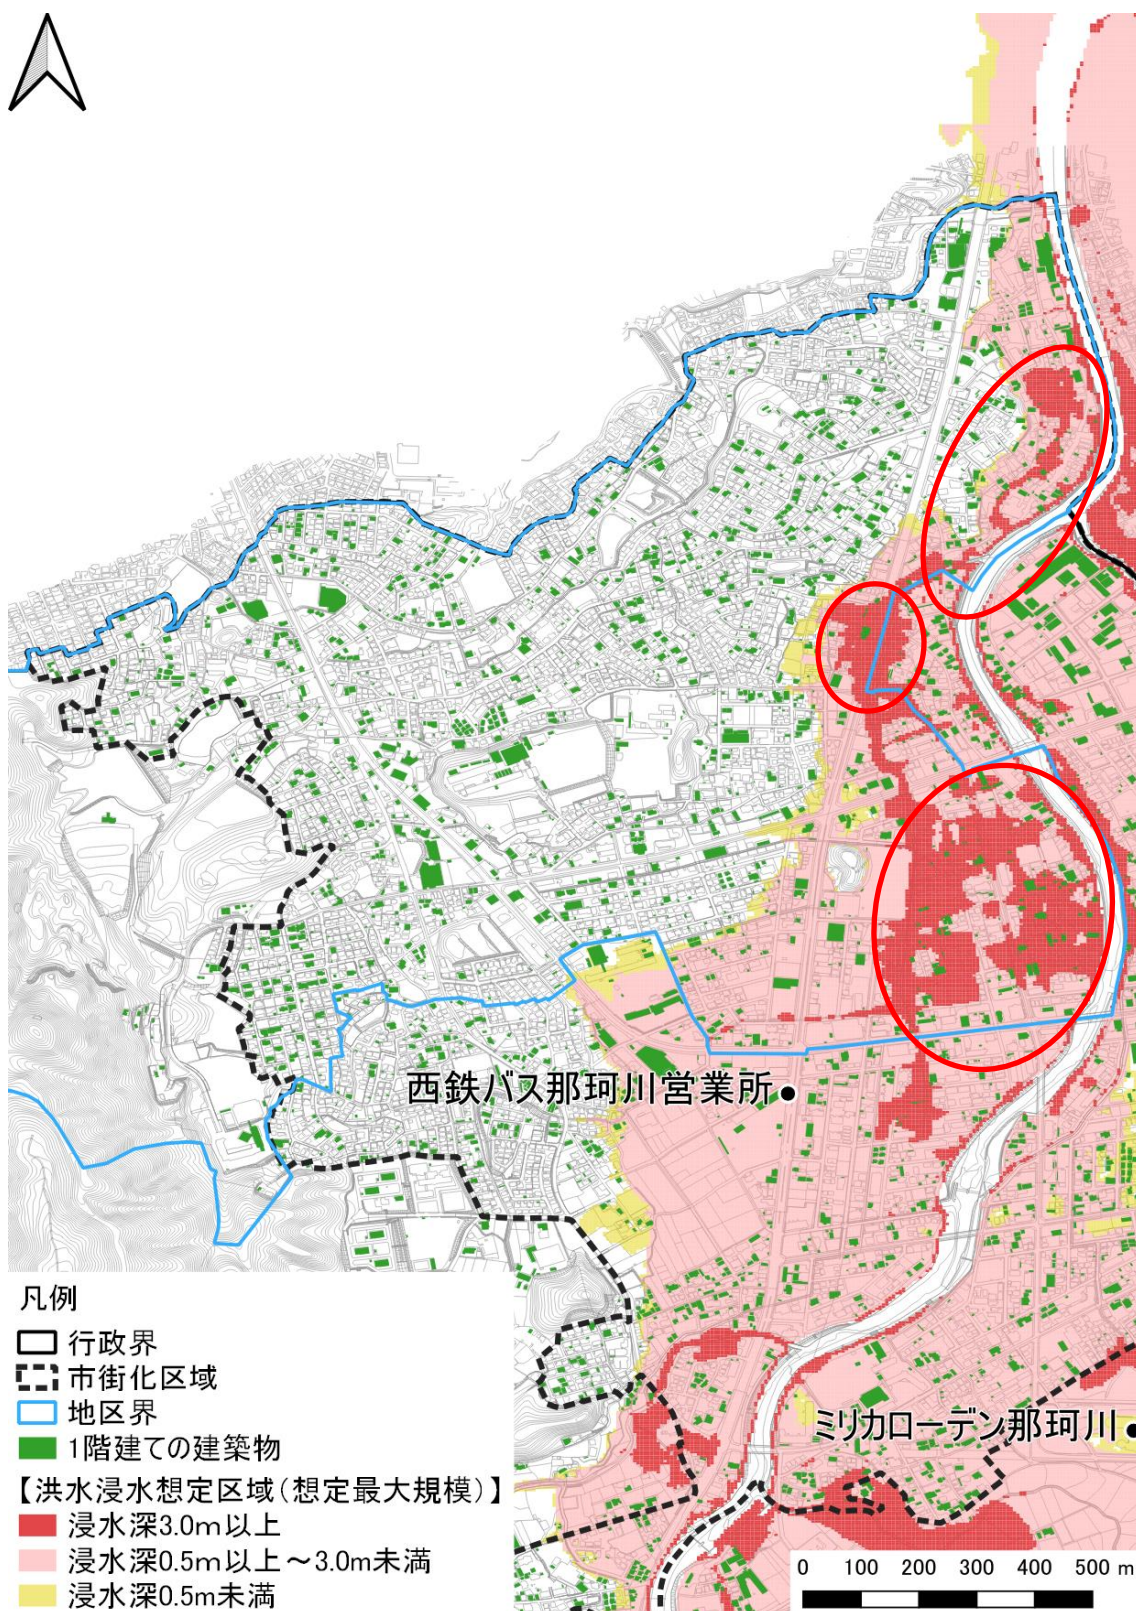 西鉄バス那珂川営業所
ミリカローデン那珂川
凡例
行政界
市街化区域
地区界
1階建ての建築物
【洪水浸水想定区域(想定最大規模)】
浸水深3.0m以上
浸水深0.5m以上～3.0m未満
浸水深0.5m未満
0 100 200 300 400 500 m